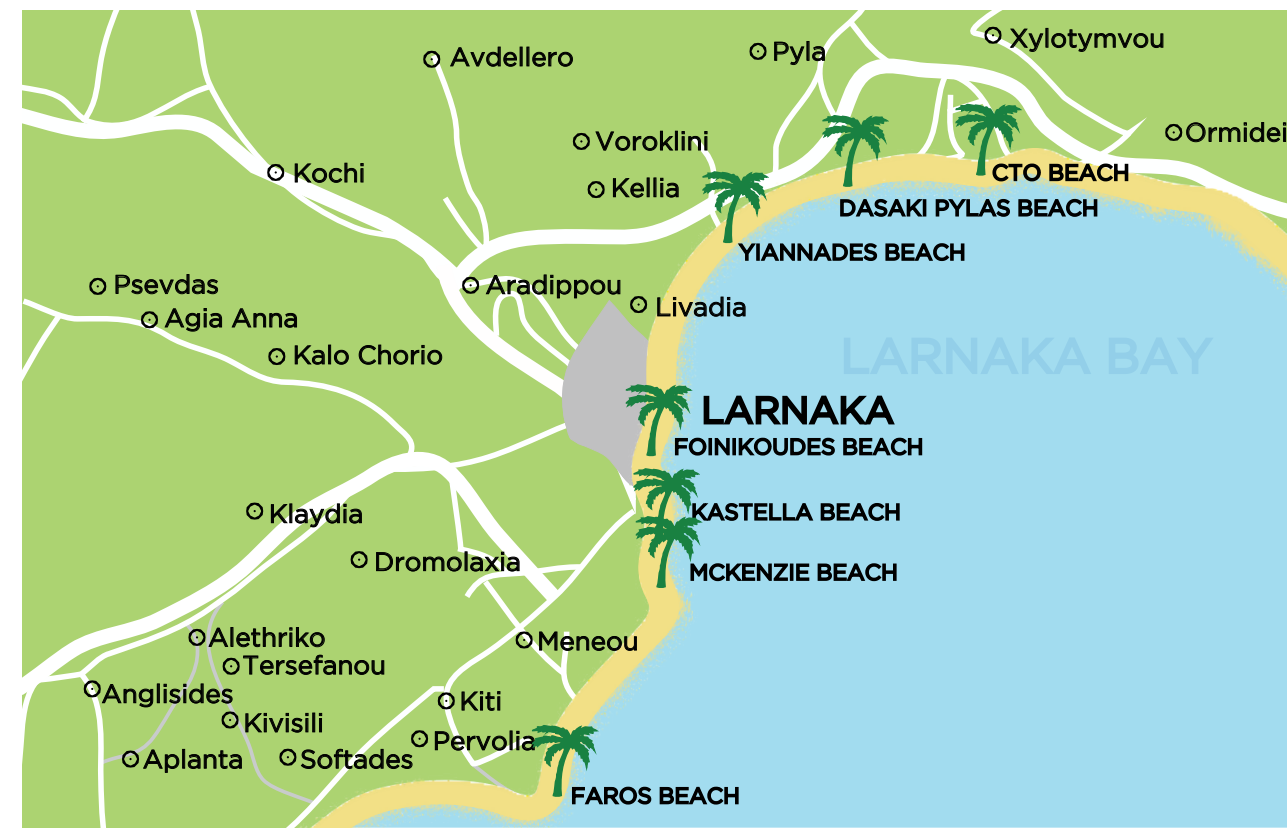 Xylotymvou
Avdellero
Pyla
Ormidei
Voroklini
Kochi
CTO BEACH
Kellia
DASAKI PYLAS BEACH
YIANNADES BEACH
Psevdas
Aradippou
Livadia
Agia Anna
Kalo Chorio
LARNAKA BAY
LARNAKA
FOINIKOUDES BEACH
Klaydia
KASTELLA BEACH
Dromolaxia
MCKENZIE BEACH
Alethriko
Meneou
Tersefanou
Anglisides
Kiti
Kivisili
Pervolia
Aplanta
Softades
FAROS BEACH